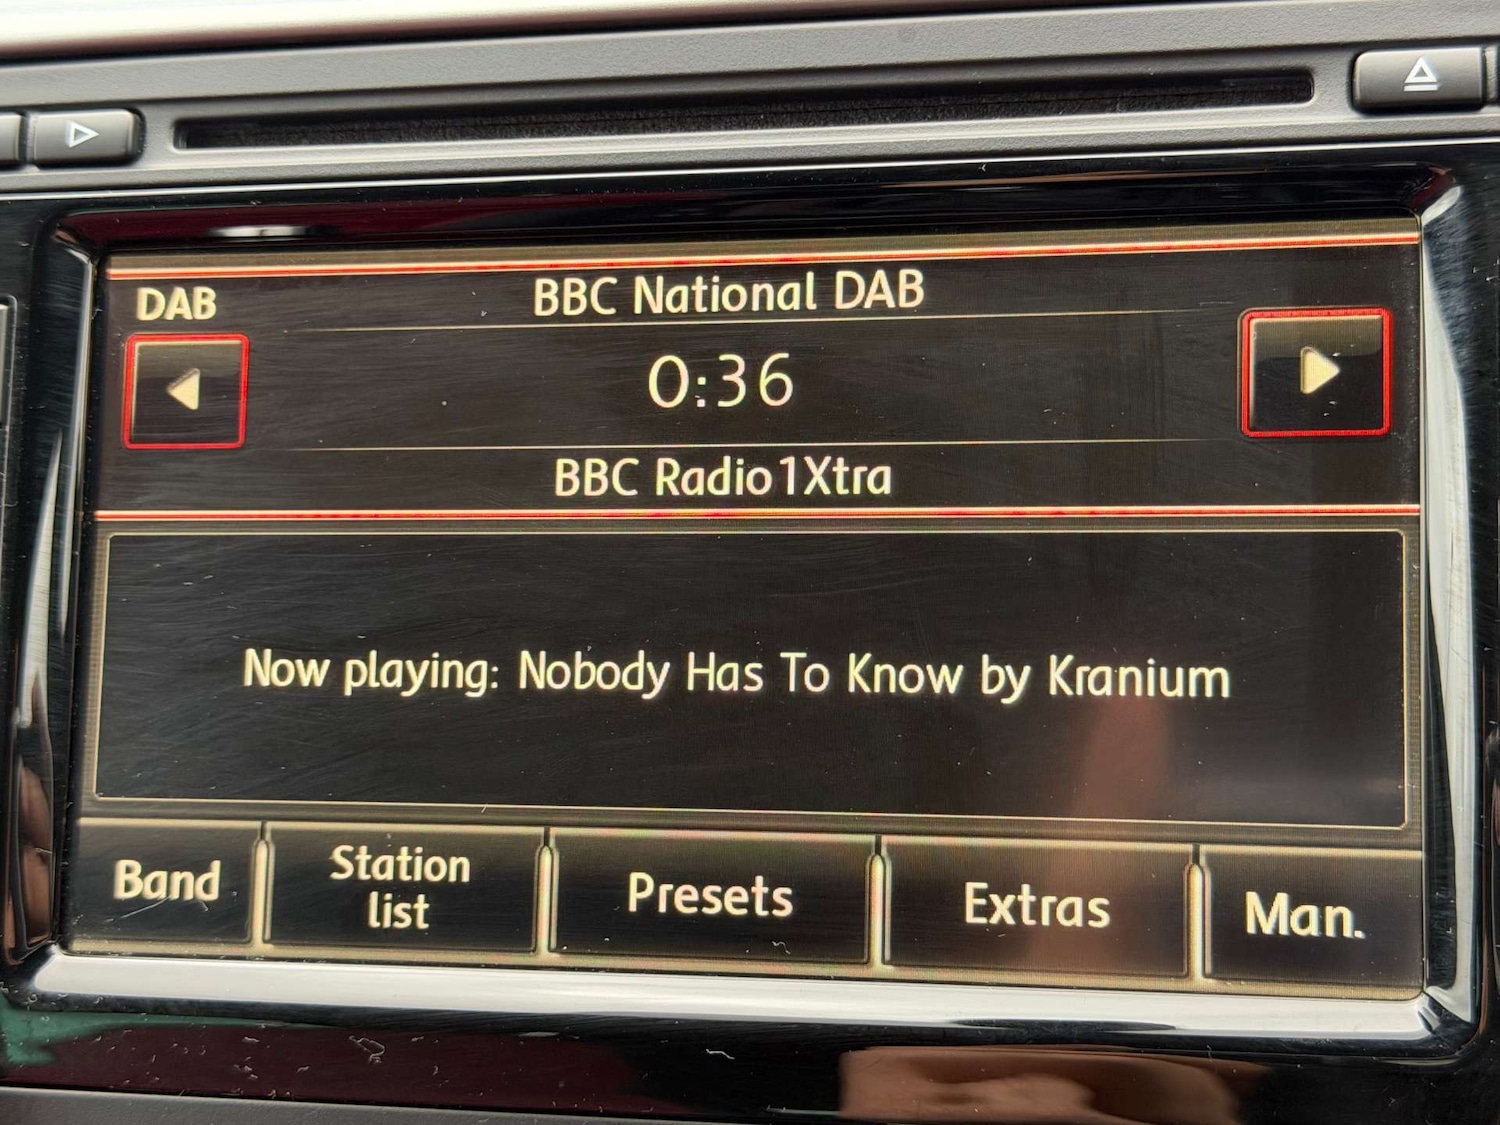 DAB
BBC National DAB
0:36
BBC Radio 1Xtra
Now playing: Nobody Has To Know by Kranium
Band
Station
list
Presets
Extras
Man.